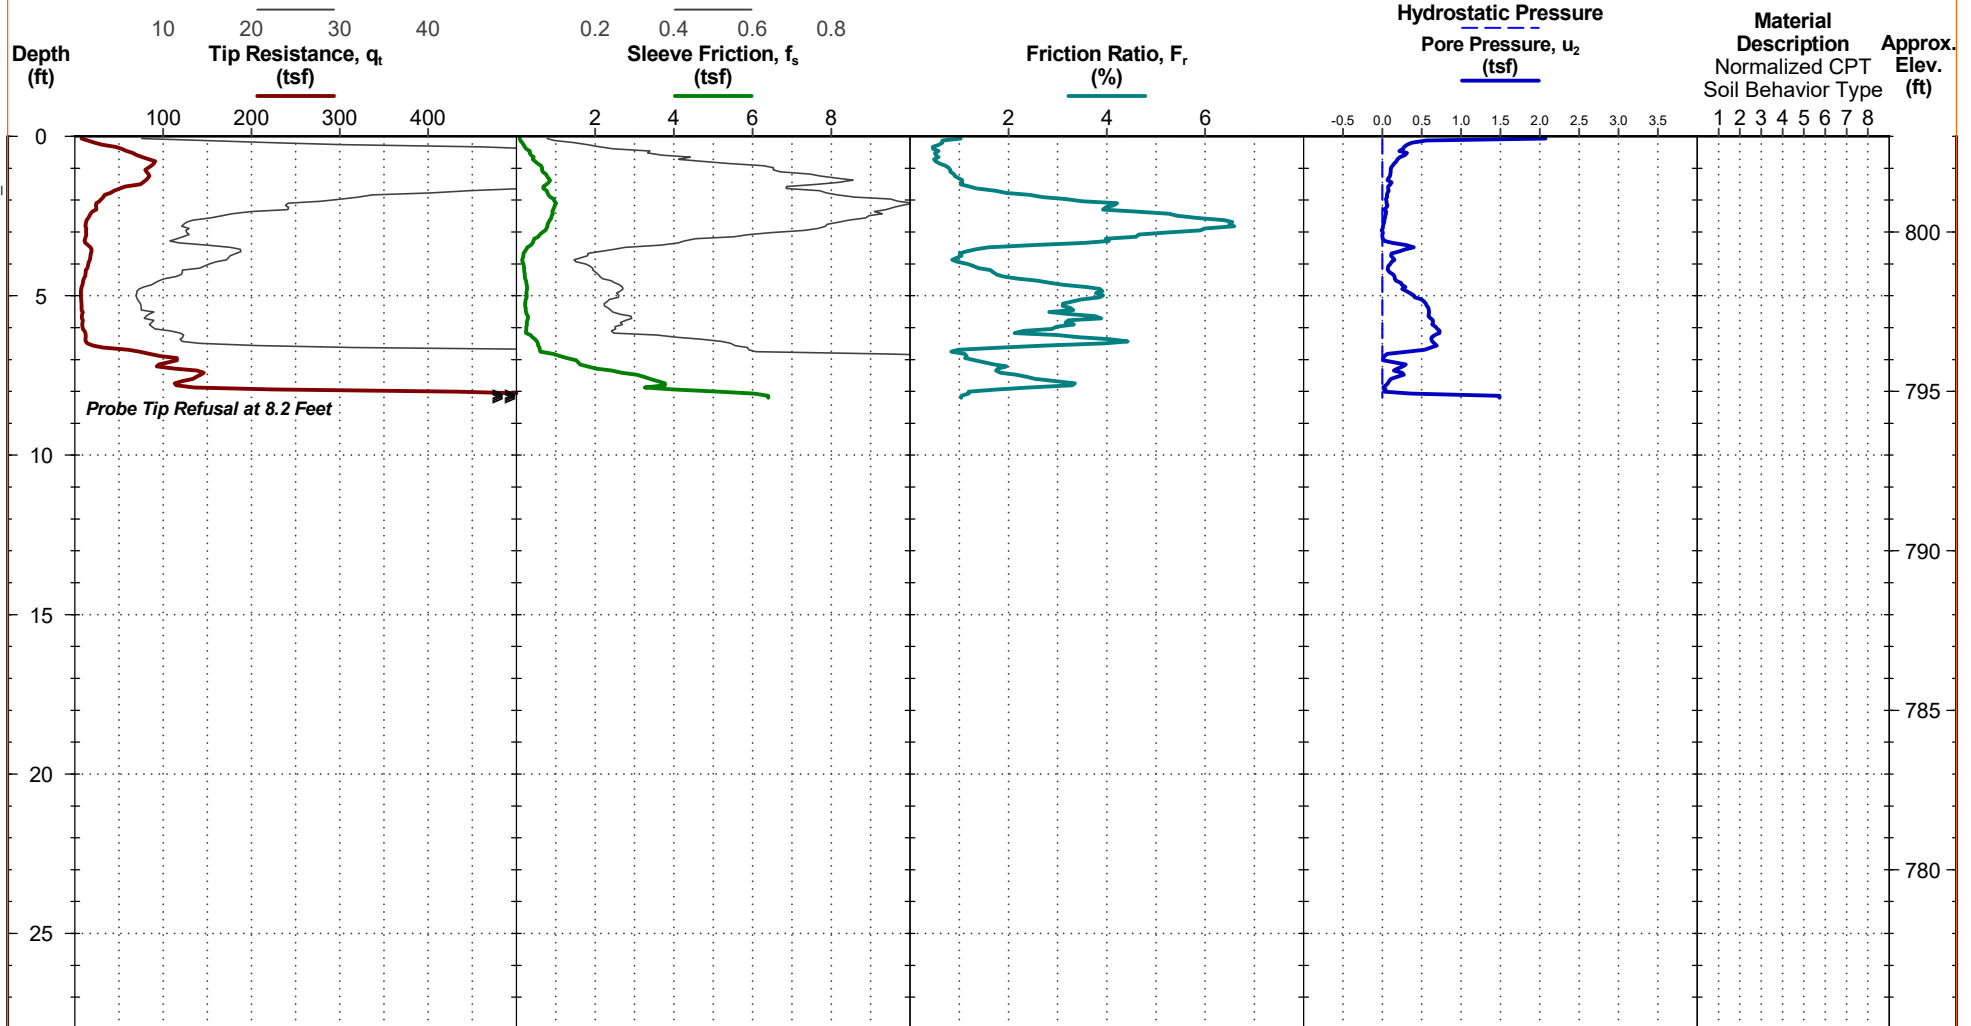 10 20 30 40
0.2 0.4 0.6 0.8
Hydrostatic Pressure
Depth
(ft)
Tip Resistance, qt
(tsf)
Sleeve Friction, fs
(tsf)
Friction Ratio, Fr
(%)
Pore Pressure, u2
(tsf)
Material
Description
Normalized CPT
Soil Behavior Type
Approx.
Elev.
(ft)
100 200 300 400
2 4 6 8
2 4 6
-0.5 0.0 0.5 1.0 1.5 2.0 2.5 3.0 3.5
1 2 3 4 5 6 7 8
0
800
5
795
Probe Tip Refusal at 8.2 Feet
10
790
15
785
20
780
25